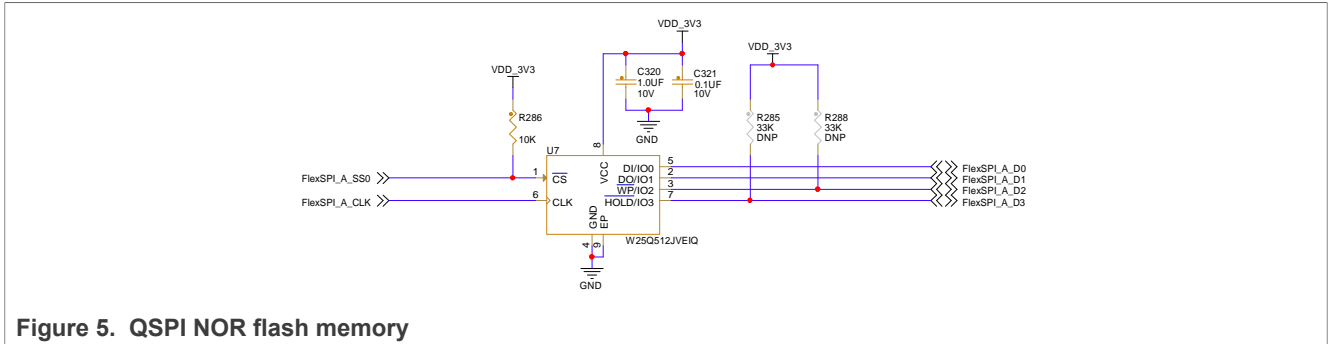 VDD_3V3
VDD_3V3
VDD_3V3
C320
1.0UF
10V
C321
0.1UF
10V
R286
10K
R285
33K
DNP
R288
33K
DNP
GND
U7
8
VCC
FlexSPI_A_SS0
1
CS
FlexSPI_A_CLK
6
CLK
DI/IO0
5
FlexSPI_A_D0
DO/IO1
2
FlexSPI_A_D1
WP/IO2
3
FlexSPI_A_D2
HOLD/IO3
7
FlexSPI_A_D3
GND
EP
4
9
W25Q512JVEIQ
GND
Figure 5. QSPI NOR flash memory